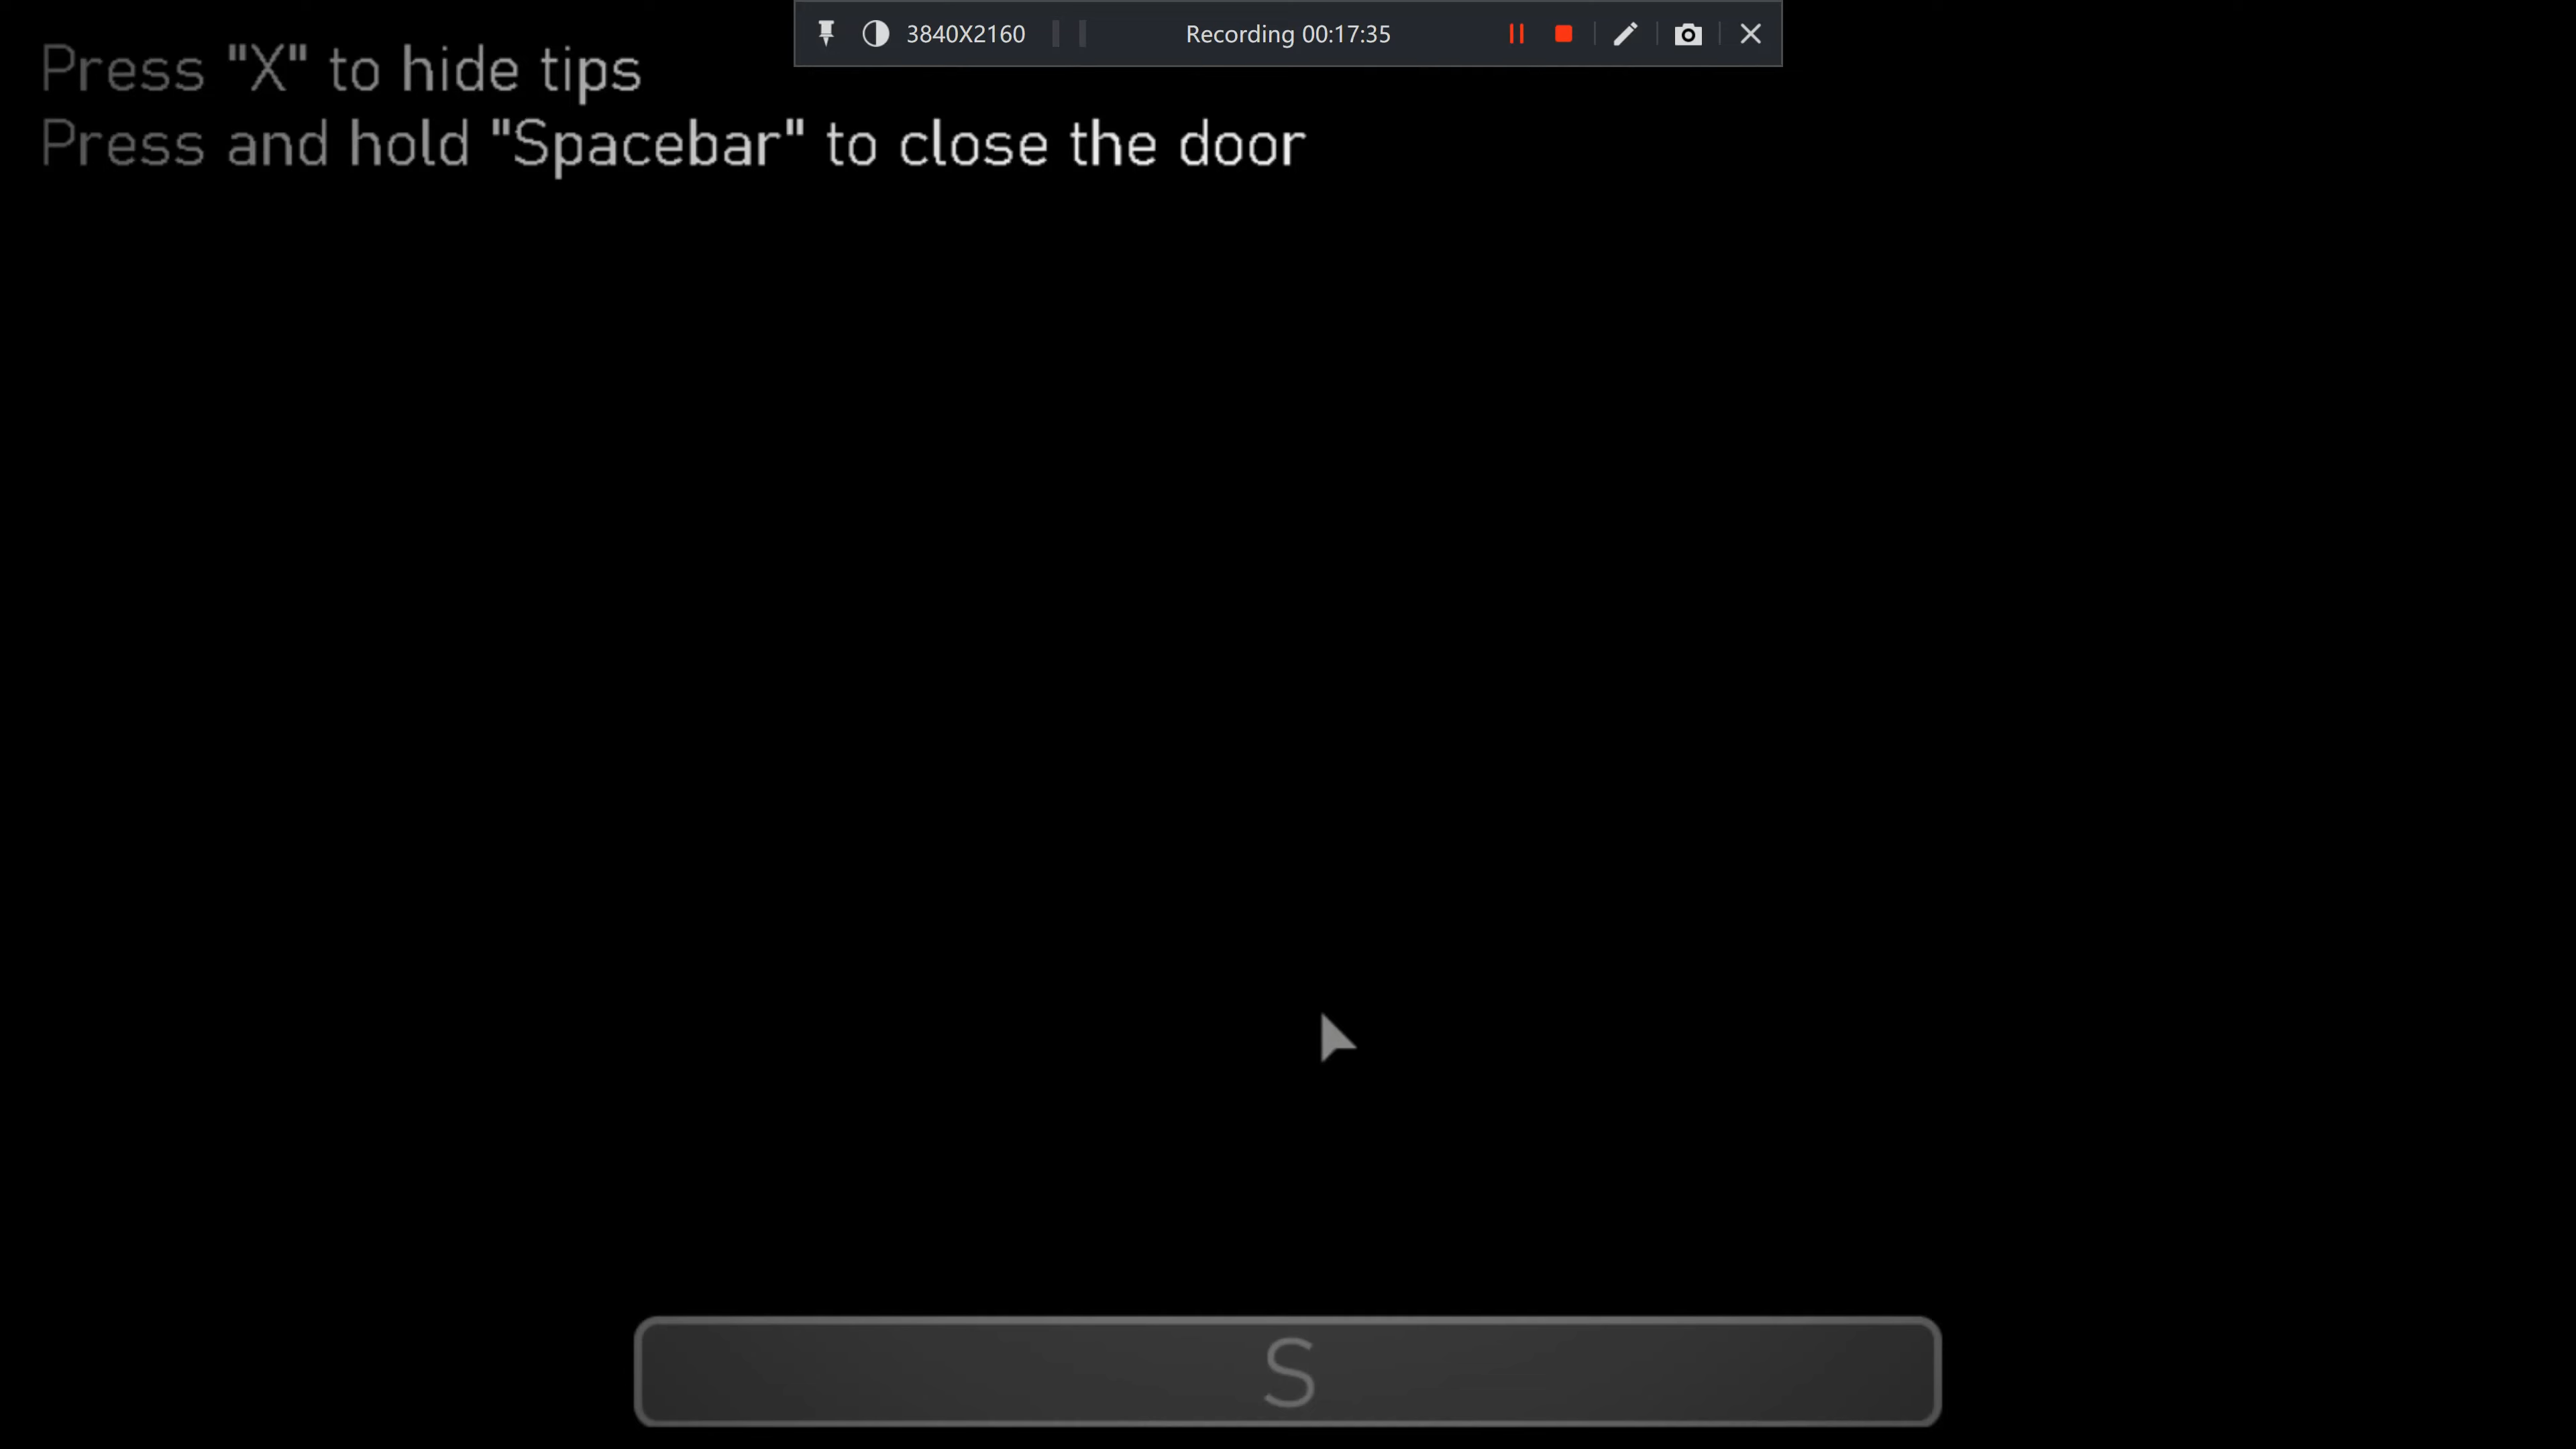 3840X2160 Recording 00:17:35
Press "X" to hide tips
Press and hold "Spacebar" to close the door
S